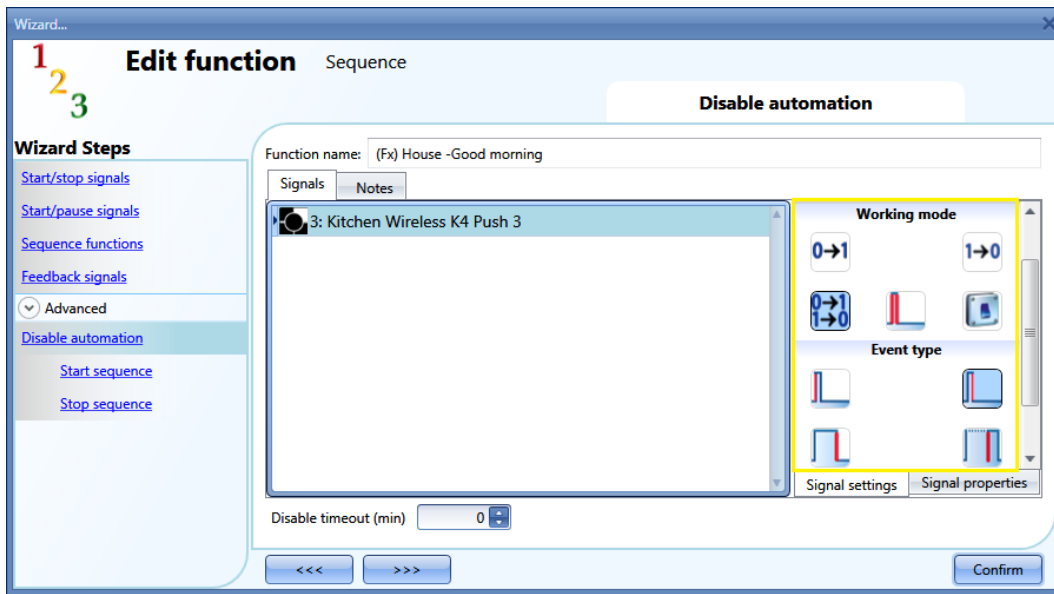 Wizard...
1
2
3
Edit function Sequence
Disable automation
Wizard Steps
Start/stop signals
Start/pause signals
Sequence functions
Feedback signals
Advanced
Disable automation
Start sequence
Stop sequence
Function name: (Fx) House -Good morning
Signals Notes
3: Kitchen Wireless K4 Push 3
Working mode
0→1 1→0
0→1
1→0
Event type
Signal settings Signal properties
Disable timeout (min) 0
<<< >>> Confirm